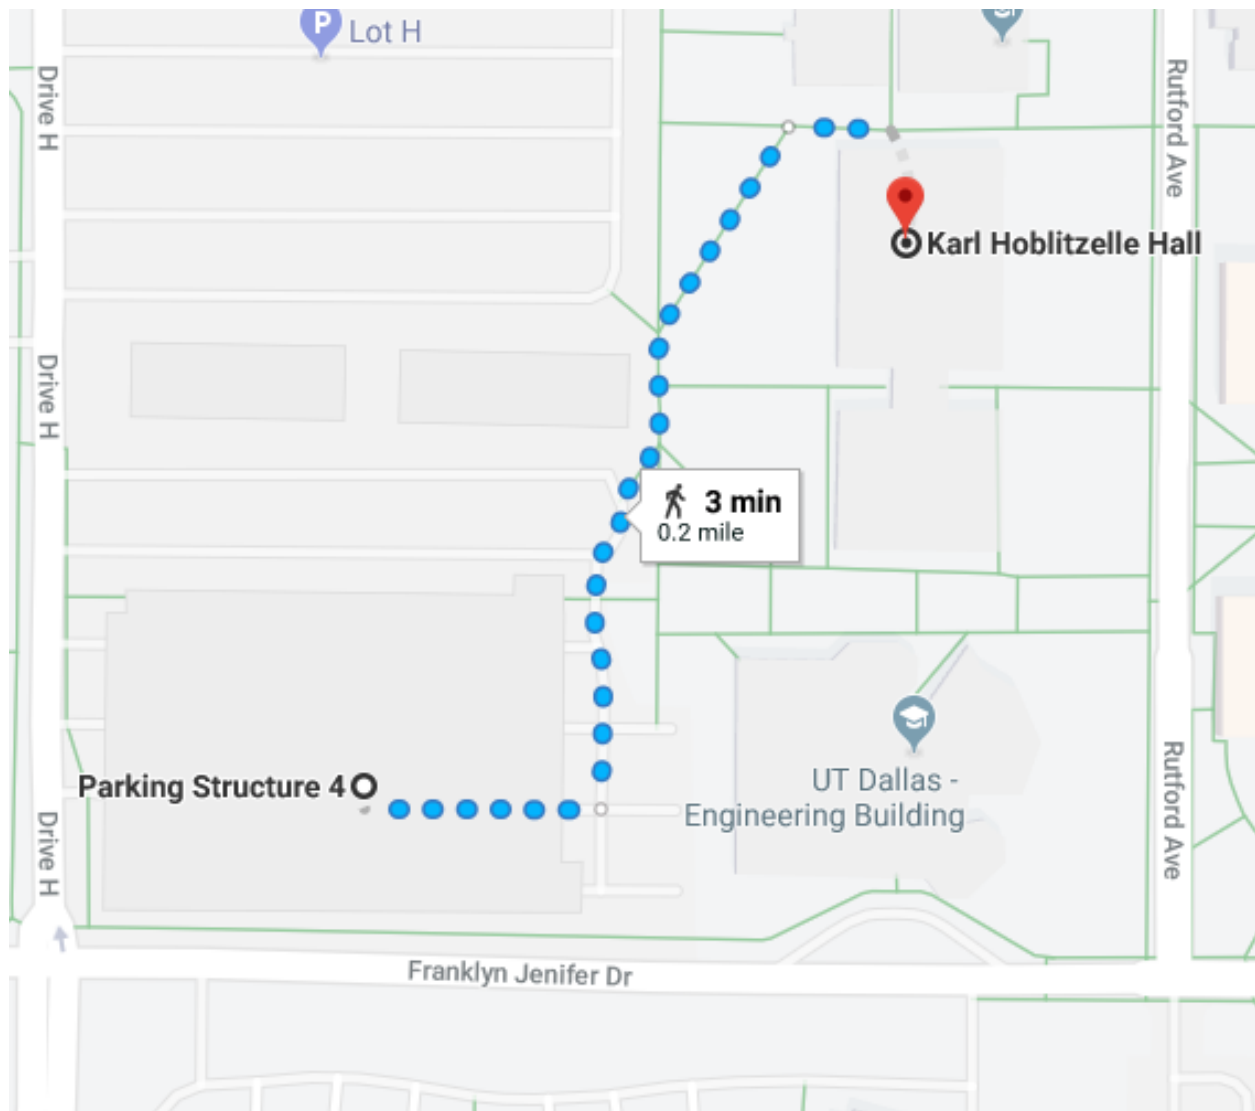 P Lot H
Drive H
Rutford Ave
Karl Hoblitzelle Hall
Drive H
3 min
0.2 mile
Parking Structure 4
UT Dallas -
Engineering Building
Rutford Ave
Drive H
Franklyn Jenifer Dr